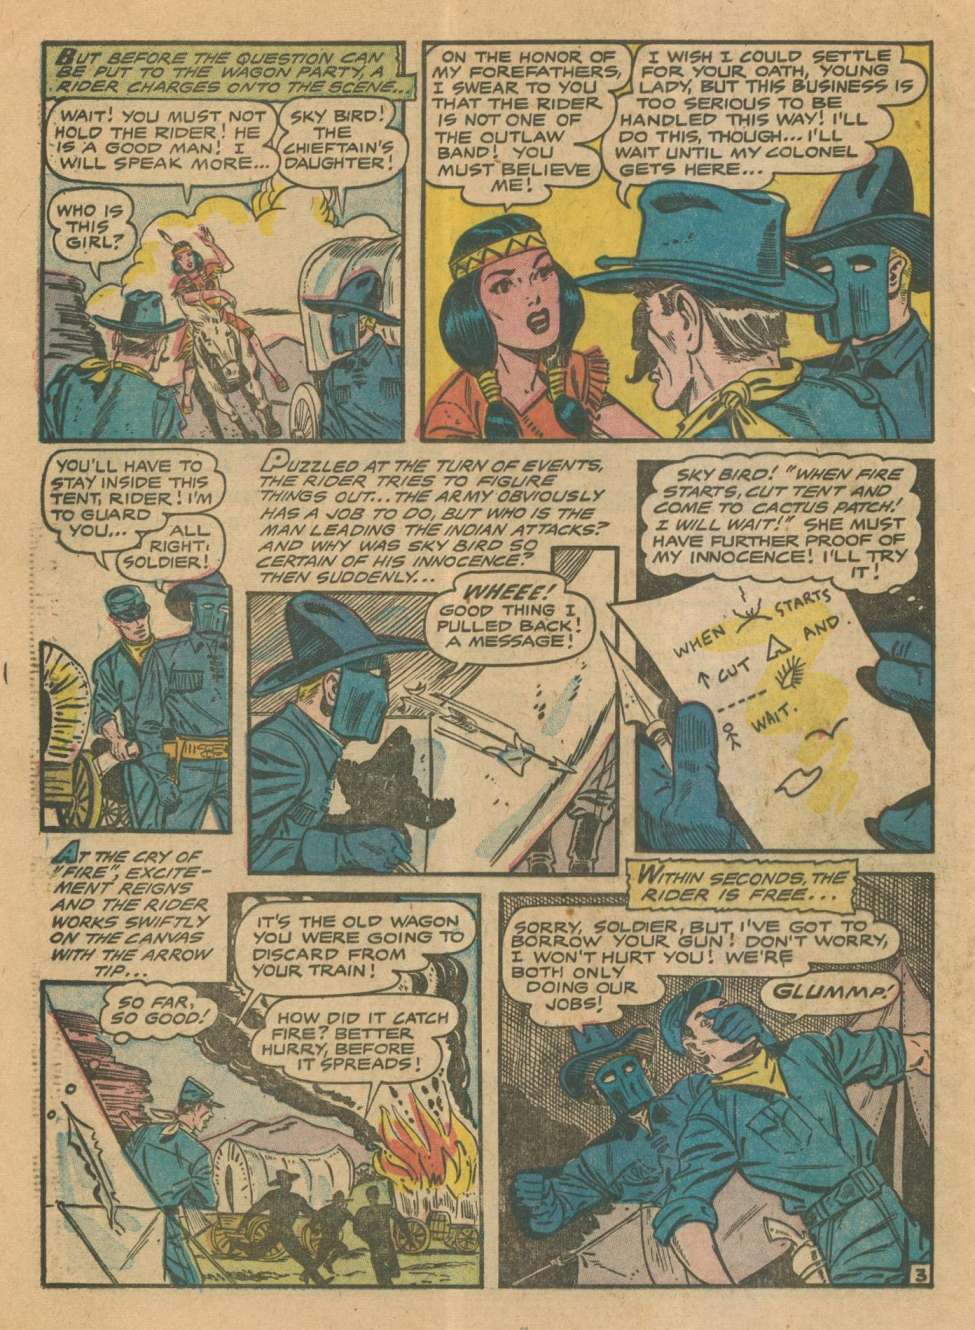 BUT BEFORE THE QUESTION CAN
BE PUT TO THE WAGON PARTY, A
RIDER CHARGES ONTO THE SCENE...
WAIT! YOU MUST NOT
HOLD THE RIDER! HE
IS A GOOD MAN! I
WILL SPEAK MORE...
SKY BIRD!
THE
CHIEFTAIN'S
DAUGHTER!
WHO IS
THIS
GIRL?
ON THE HONOR OF
MY FOREFATHERS,
I SWEAR TO YOU
THAT THE RIDER
IS NOT ONE OF
THE OUTLAW
BAND! YOU
MUST BELIEVE
ME!
I WISH I COULD SETTLE
FOR YOUR OATH, YOUNG
LADY, BUT THIS BUSINESS IS
TOO SERIOUS TO BE
HANDLED THIS WAY! I'LL
DO THIS, THOUGH... I'LL
WAIT UNTIL MY COLONEL
GETS HERE...
YOU'LL HAVE TO
STAY INSIDE THIS
TENT, RIDER! I'M
TO GUARD
YOU...
ALL
RIGHT,
SOLDIER!
PUZZLED AT THE TURN OF EVENTS,
THE RIDER TRIES TO FIGURE
THINGS OUT... THE ARMY OBVIOUSLY
HAS A JOB TO DO, BUT WHO IS THE
MAN LEADING THE INDIAN ATTACKS?
AND WHY WAS SKY BIRD SO
CERTAIN OF HIS INNOCENCE?
THEN SUDDENLY...
WHEEE!
GOOD THING I
PULLED BACK!
A MESSAGE!
SKY BIRD! "WHEN FIRE
STARTS, CUT TENT AND
COME TO CACTUS PATCH!
I WILL WAIT!" SHE MUST
HAVE FURTHER PROOF OF
MY INNOCENCE! I'LL TRY
IT!
WHEN STARTS
CUT AND.
WAIT.
AT THE CRY OF
"FIRE", EXCITE-
MENT REIGNS
AND THE RIDER
WORKS SWIFTLY
ON THE CANVAS
WITH THE ARROW
TIP...
SO FAR,
SO GOOD!
IT'S THE OLD WAGON
YOU WERE GOING TO
DISCARD FROM
YOUR TRAIN!
HOW DID IT CATCH
FIRE? BETTER
HURRY, BEFORE
IT SPREADS!
WITHIN SECONDS, THE
RIDER IS FREE...
SORRY, SOLDIER, BUT I'VE GOT TO
BORROW YOUR GUN! DON'T WORRY,
I WON'T HURT YOU! WE'RE
BOTH ONLY
DOING OUR
JOBS!
GLUMMP!
3